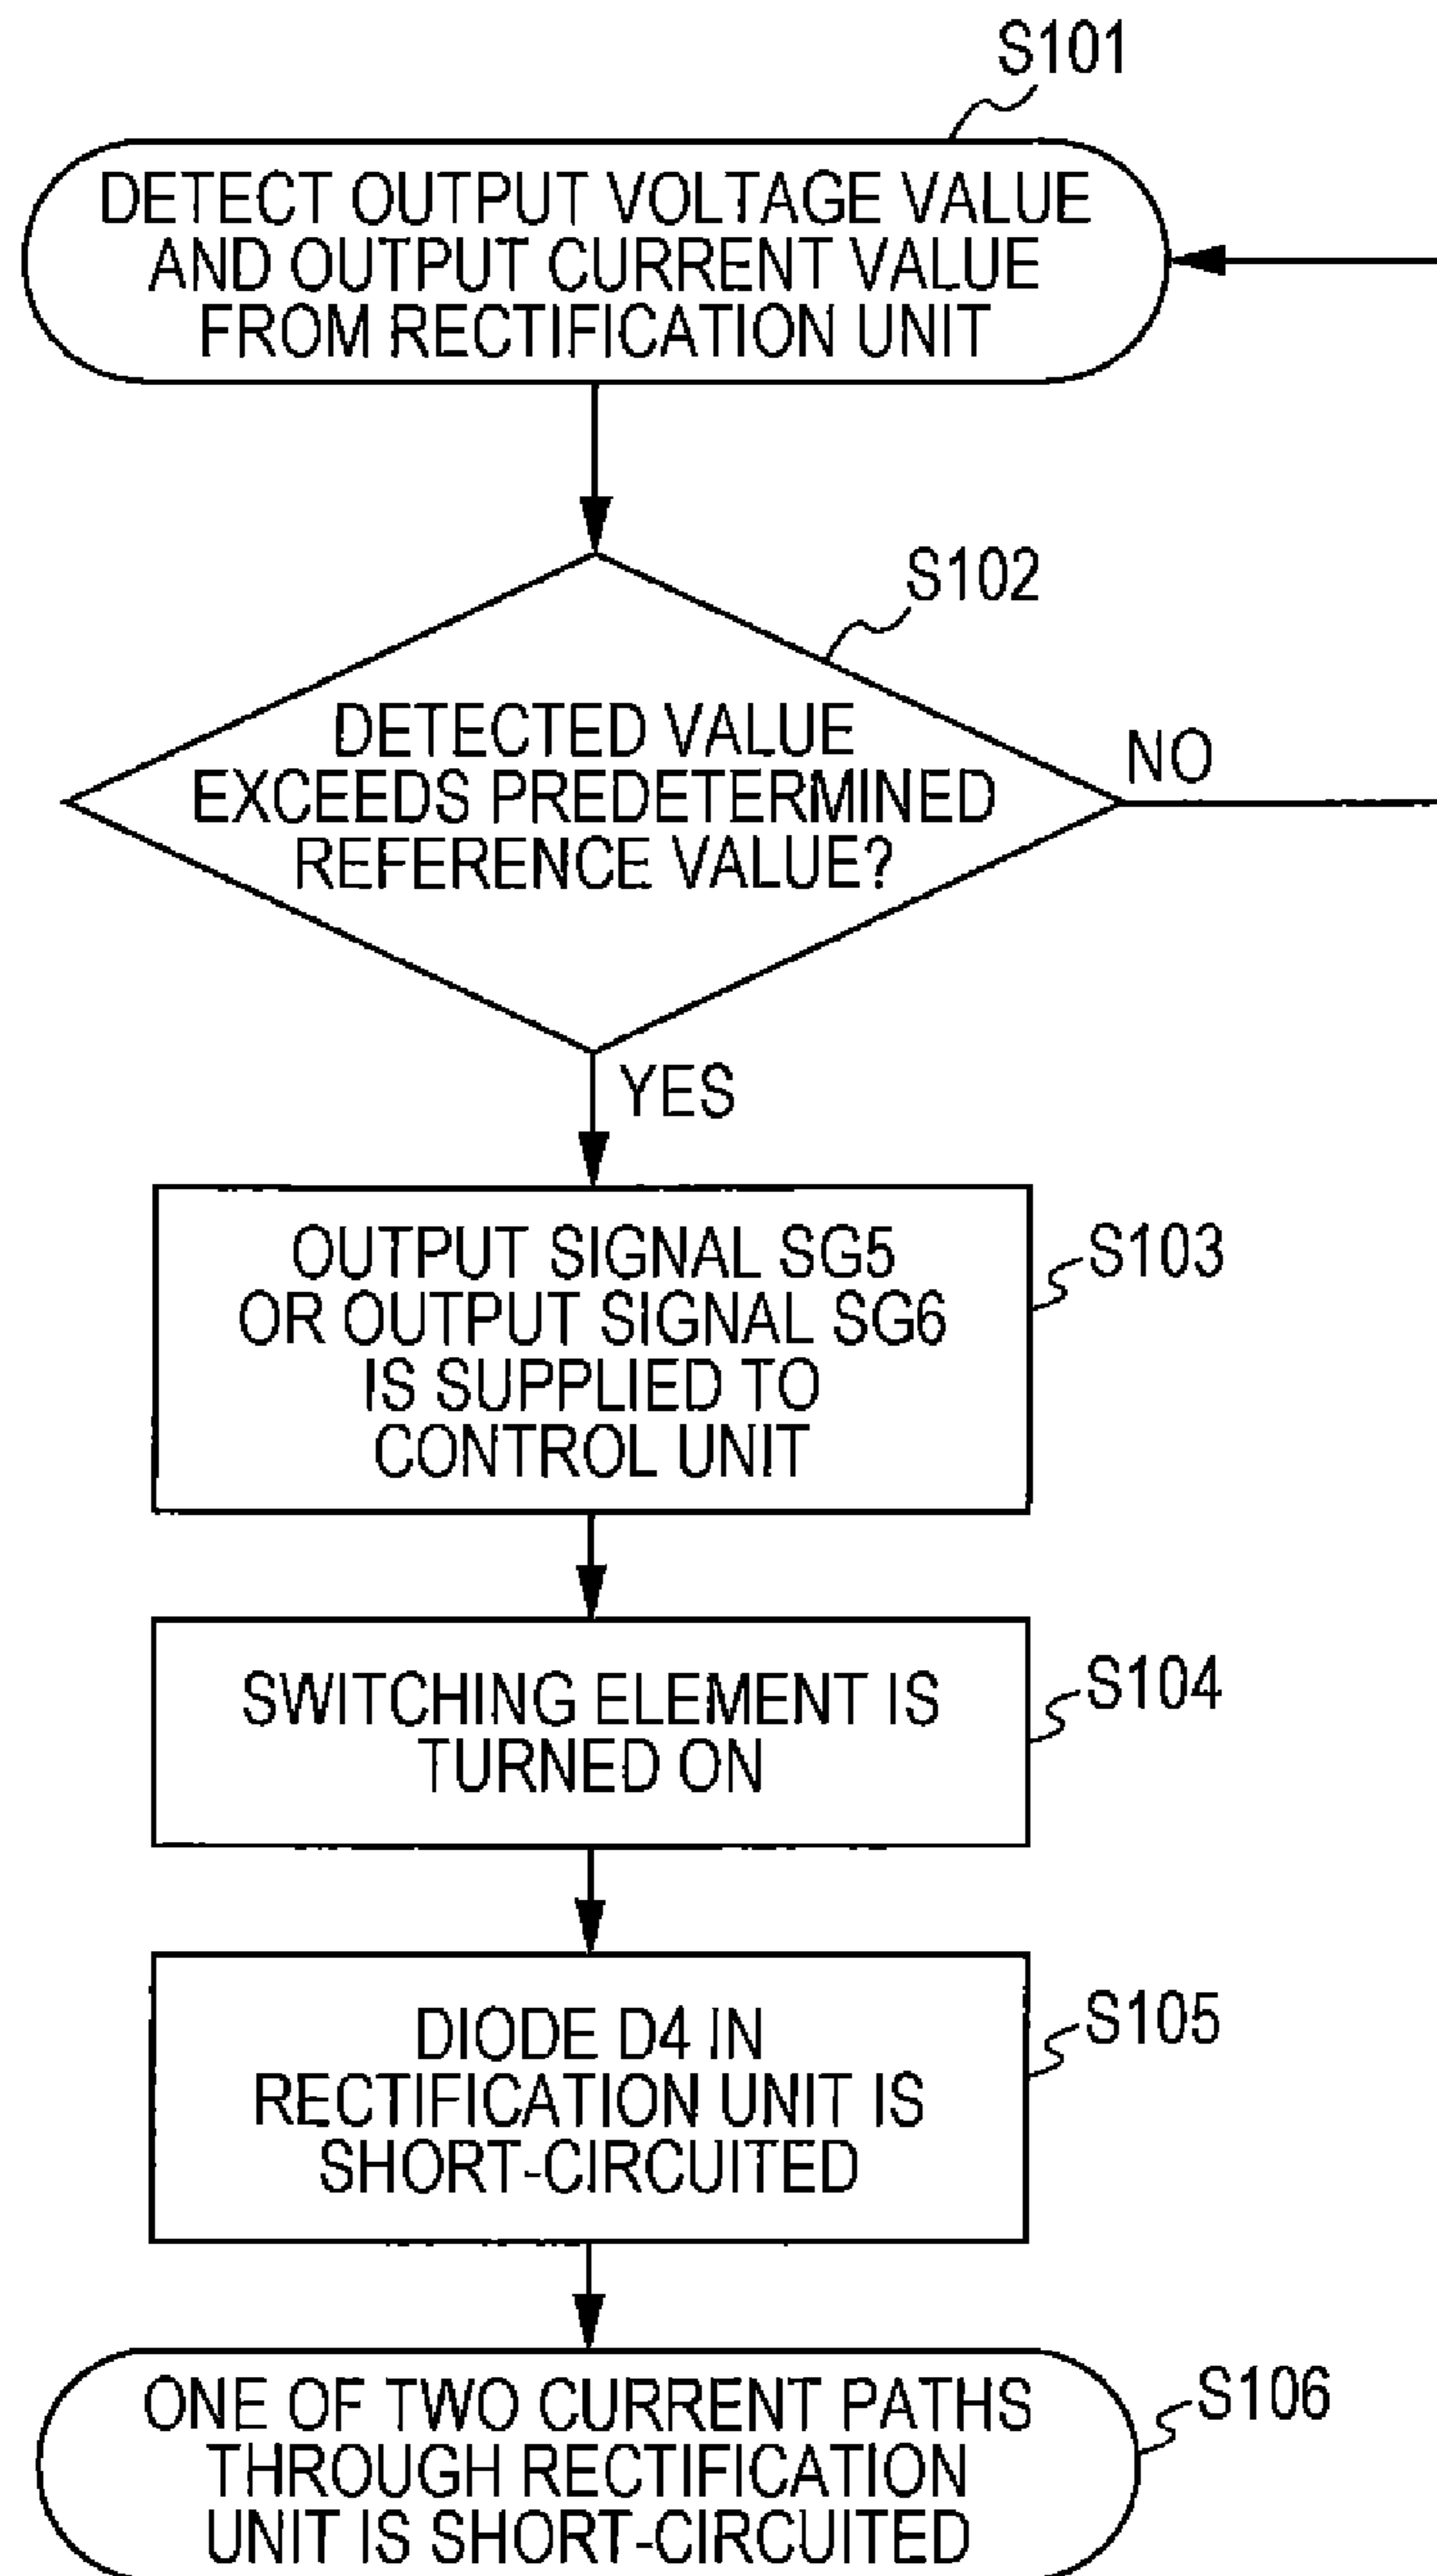 S101
DETECT OUTPUT VOLTAGE VALUE
AND OUTPUT CURRENT VALUE
FROM RECTIFICATION UNIT
S102
DETECTED VALUE
EXCEEDS PREDETERMINED
REFERENCE VALUE?
NO
YES
S103
OUTPUT SIGNAL SG5
OR OUTPUT SIGNAL SG6
IS SUPPLIED TO
CONTROL UNIT
S104
SWITCHING ELEMENT IS
TURNED ON
S105
DIODE D4 IN
RECTIFICATION UNIT IS
SHORT-CIRCUITED
S106
ONE OF TWO CURRENT PATHS
THROUGH RECTIFICATION
UNIT IS SHORT-CIRCUITED